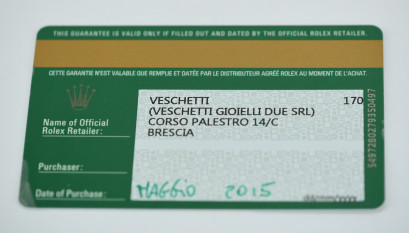 THIS GUARANTEE IS VALID ONLY IF FILLED OUT AND DATED BY THE OFFICIAL ROLEX RETAILER.
CETTE GARANTIE N'EST VALABLE QUE REMPLIE ET DATÉE PAR LE DISTRIBUTEUR AGRÉÉ ROLEX AU MOMENT DE L'ACHAT.
Name of Official
Rolex Retailer:
VESCHETTI 170
(VESCHETTI GIOIELLI DUE SRL)
CORSO PALESTRO 14/C
BRESCIA
Purchaser:
Date of Purchase: MAGGIO 2015
5497280279350497